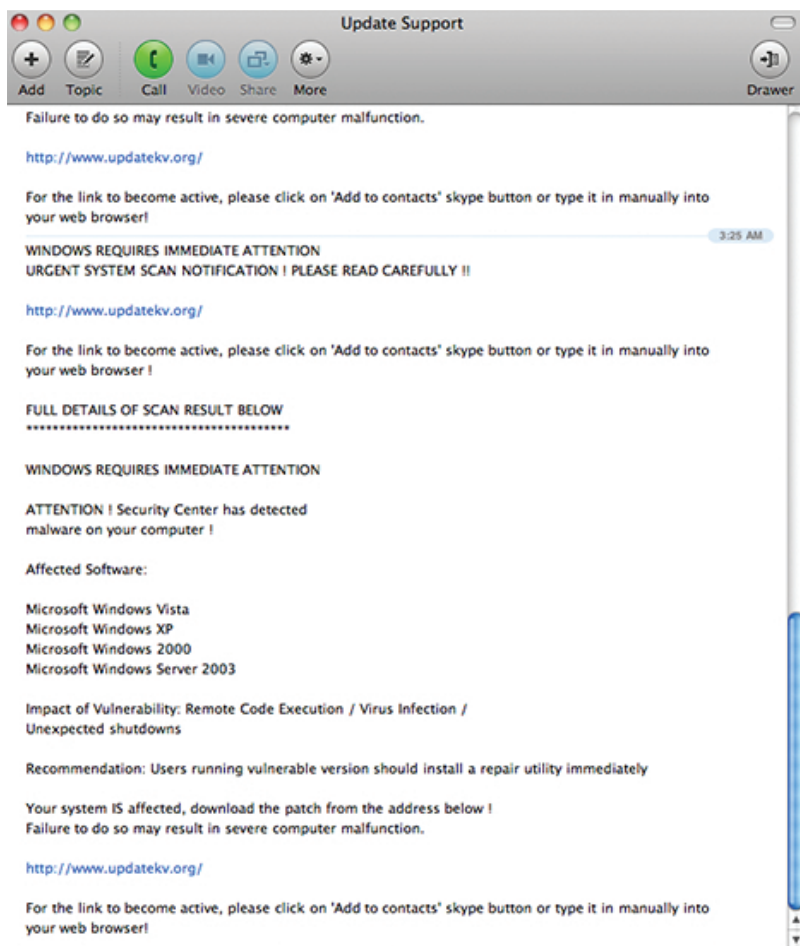 Update Support
Add Topic Call Video Share More Drawer
Failure to do so may result in severe computer malfunction.
http://www.updatekv.org/
For the link to become active, please click on 'Add to contacts' skype button or type it in manually into
your web browser!
3:25 AM
WINDOWS REQUIRES IMMEDIATE ATTENTION
URGENT SYSTEM SCAN NOTIFICATION ! PLEASE READ CAREFULLY !!
http://www.updatekv.org/
For the link to become active, please click on 'Add to contacts' skype button or type it in manually into
your web browser !
FULL DETAILS OF SCAN RESULT BELOW
****************************************
WINDOWS REQUIRES IMMEDIATE ATTENTION
ATTENTION ! Security Center has detected
malware on your computer !
Affected Software:
Microsoft Windows Vista
Microsoft Windows XP
Microsoft Windows 2000
Microsoft Windows Server 2003
Impact of Vulnerability: Remote Code Execution / Virus Infection /
Unexpected shutdowns
Recommendation: Users running vulnerable version should install a repair utility immediately
Your system IS affected, download the patch from the address below !
Failure to do so may result in severe computer malfunction.
http://www.updatekv.org/
For the link to become active, please click on 'Add to contacts' skype button or type it in manually into
your web browser!